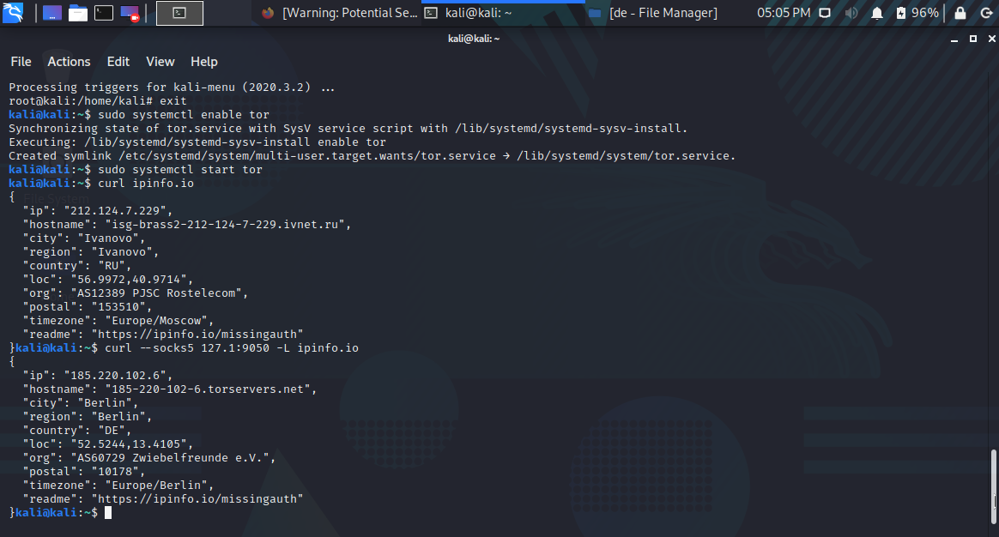 [Warning: Potential Se... kali@kali: ~ [de - File Manager] 05:05 PM 96%
kali@kali: ~
File Actions Edit View Help
Processing triggers for kali-menu (2020.3.2) ...
root@kali:/home/kali# exit
kali@kali:~$ sudo systemctl enable tor
Synchronizing state of tor.service with SysV service script with /lib/systemd/systemd-sysv-install.
Executing: /lib/systemd/systemd-sysv-install enable tor
Created symlink /etc/systemd/system/multi-user.target.wants/tor.service → /lib/systemd/system/tor.service.
kali@kali:~$ sudo systemctl start tor
kali@kali:~$ curl ipinfo.io
{
File System
"ip": "212.124.7.229",
"hostname": "isg-brass2-212-124-7-229.ivnet.ru",
"city": "Ivanovo",
"region": "Ivanovo",
"country": "RU",
"loc": "56.9972,40.9714",
"org": "AS12389 PJSC Rostelecom",
"postal": "153510",
"timezone": "Europe/Moscow",
"readme": "https://ipinfo.io/missingauth"
}kali@kali:~$ curl --socks5 127.1:9050 -L ipinfo.io
{
"ip": "185.220.102.6",
"hostname": "185-220-102-6.torservers.net",
"city": "Berlin",
"region": "Berlin",
"country": "DE",
"loc": "52.5244,13.4105",
"org": "AS60729 Zwiebelfreunde e.V.",
"postal": "10178",
"timezone": "Europe/Berlin",
"readme": "https://ipinfo.io/missingauth"
}kali@kali:~$